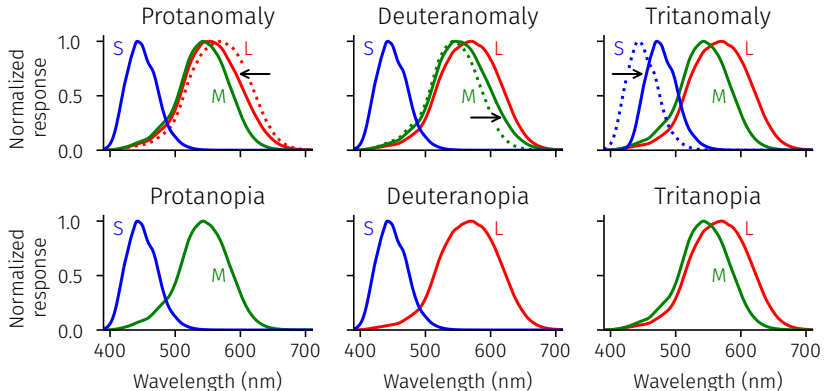 Protanomaly Deuteranomaly Tritanomaly
Normalized response
1.0
0.5
0.0
S L M
S L M
S L M
Protanopia Deuteranopia Tritanopia
Normalized response
1.0
0.5
0.0
S M
S L
L M
400 500 600 700 400 500 600 700 400 500 600 700
Wavelength (nm) Wavelength (nm) Wavelength (nm)